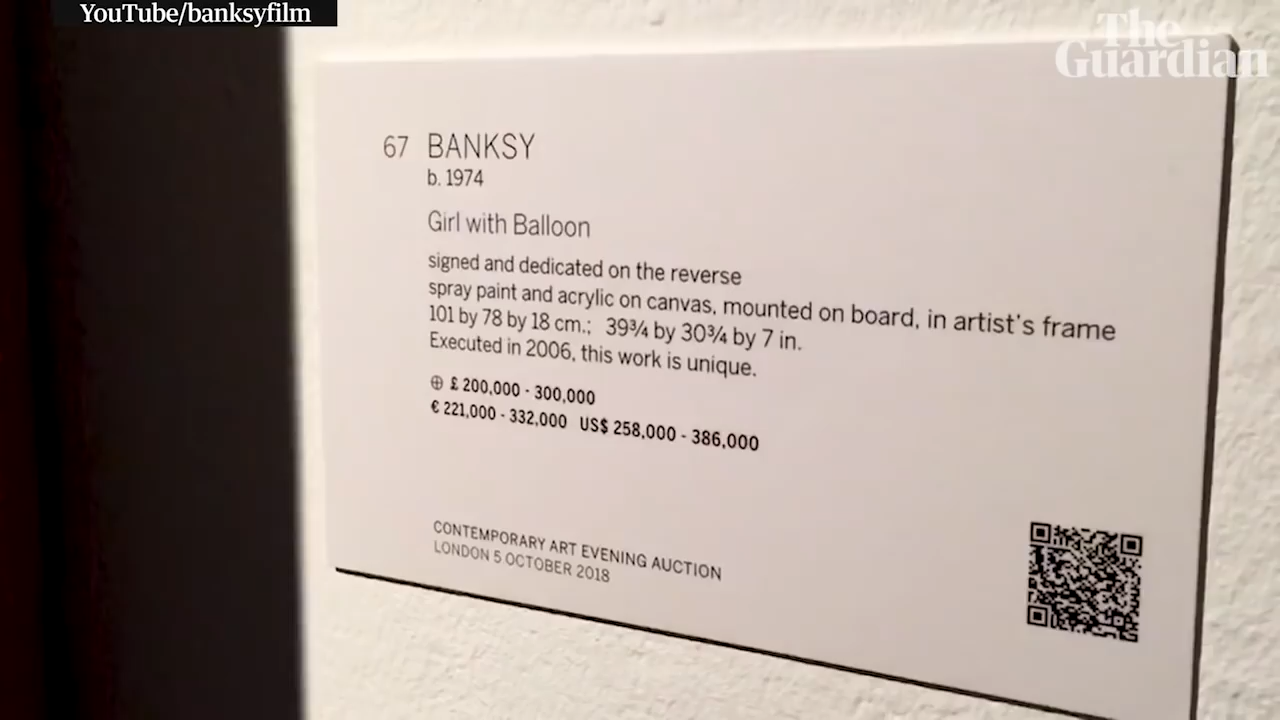 YouTube/banksyfilm
The
Guardian
67 BANKSY
b. 1974
Girl with Balloon
signed and dedicated on the reverse
spray paint and acrylic on canvas, mounted on board, in artist's frame
101 by 78 by 18 cm.; 39¾ by 30¾ by 7 in.
Executed in 2006, this work is unique.
⊕ £ 200,000 - 300,000
€ 221,000 - 332,000 US$ 258,000 - 386,000
CONTEMPORARY ART EVENING AUCTION
LONDON 5 OCTOBER 2018